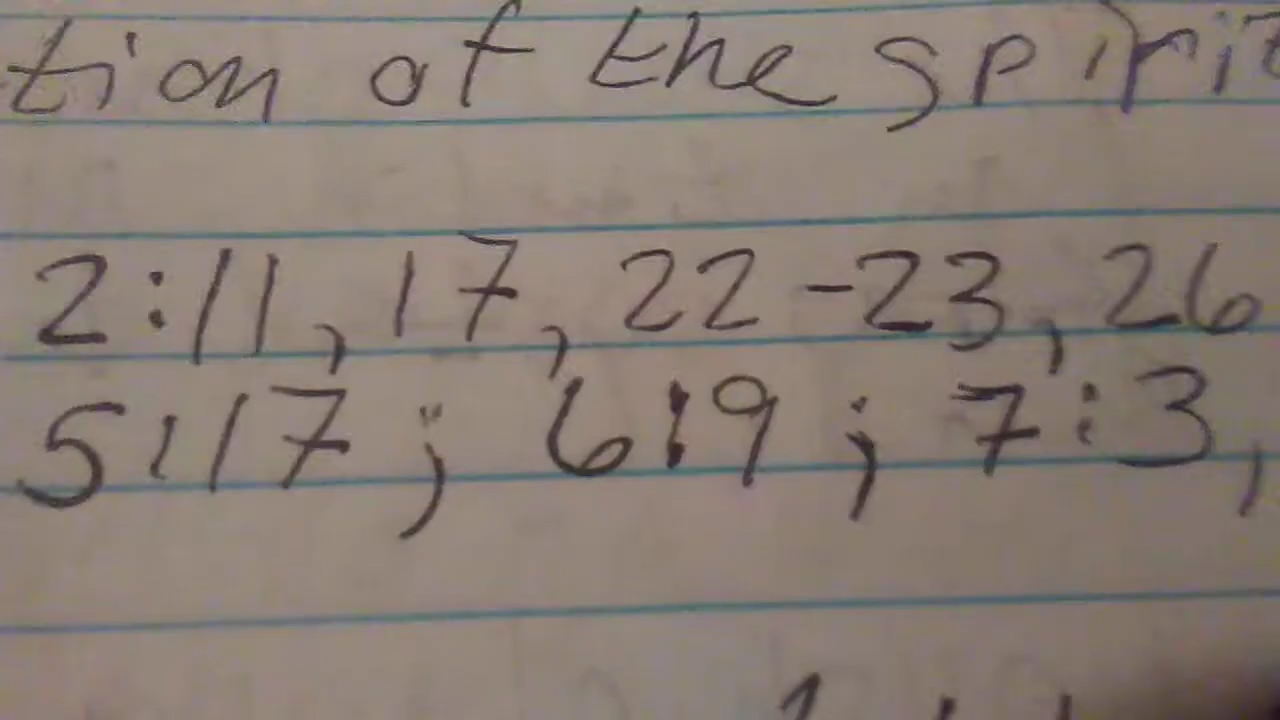 tion of the spirit
2:11, 17, 22-23, 26
5:17; 6:9; 7:3,